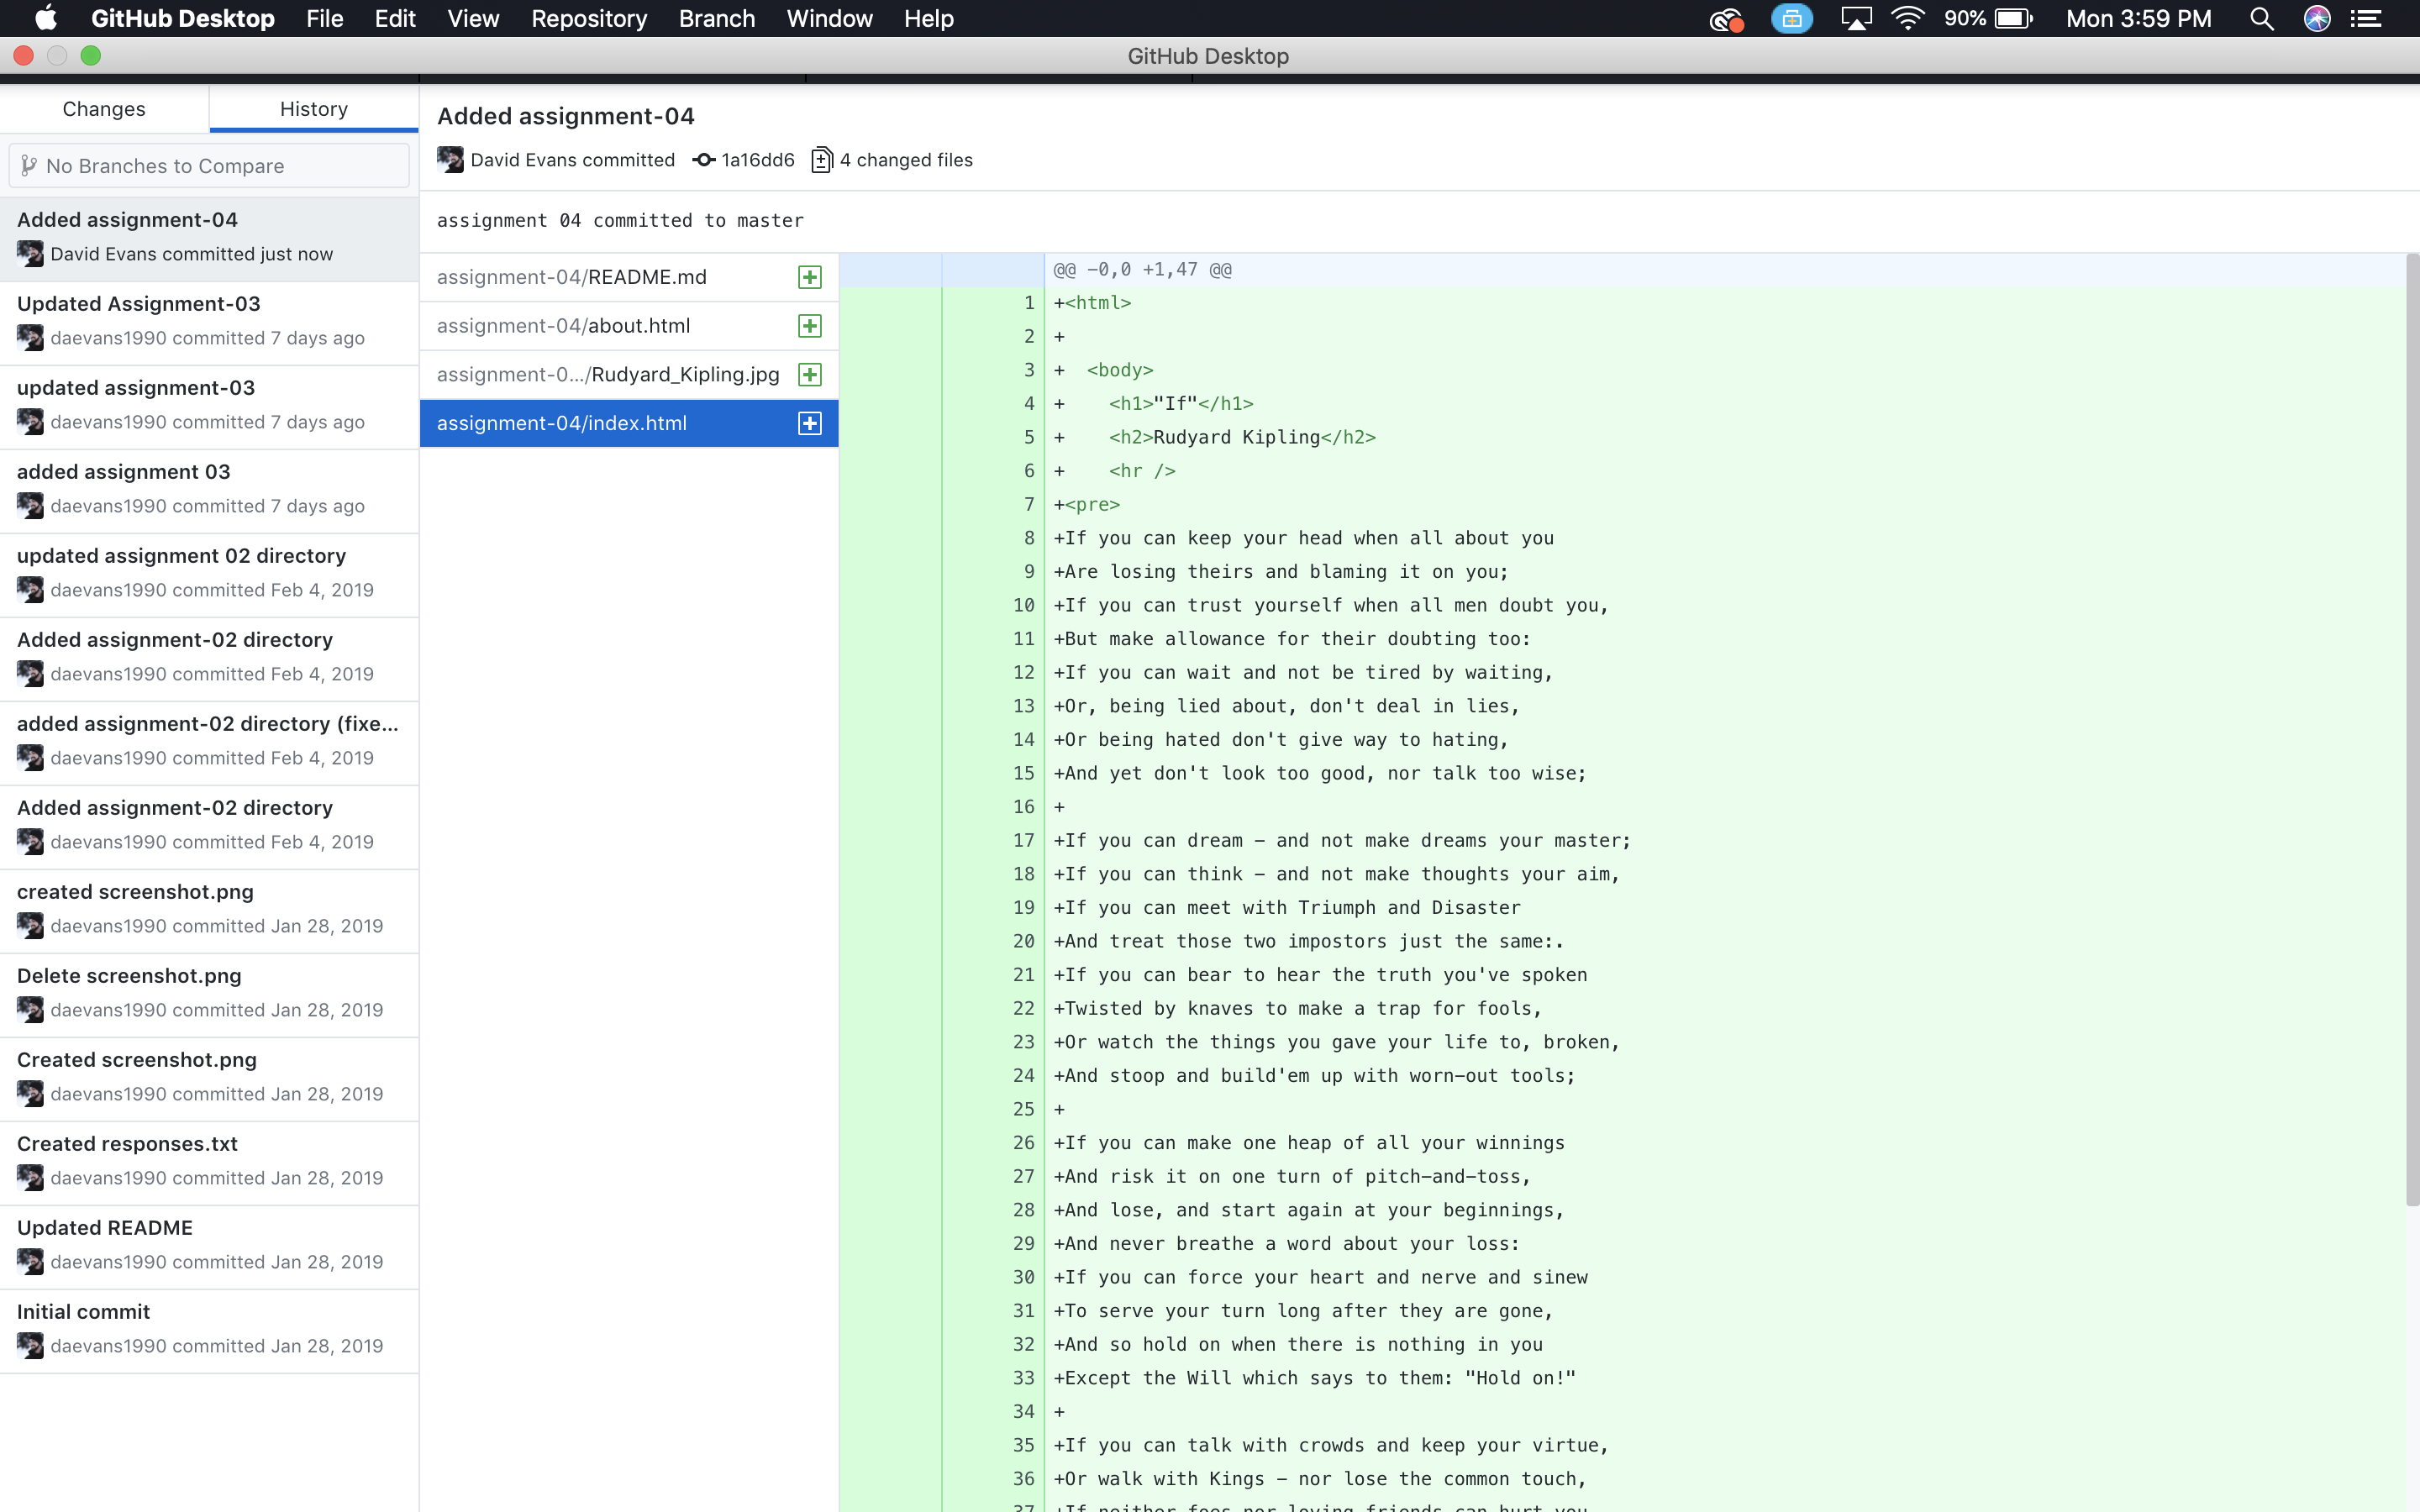 GitHub Desktop File Edit View Repository Branch Window Help 90% Mon 3:59 PM
GitHub Desktop
Changes History
No Branches to Compare
Added assignment-04
David Evans committed just now
Updated Assignment-03
daevans1990 committed 7 days ago
updated assignment-03
daevans1990 committed 7 days ago
added assignment 03
daevans1990 committed 7 days ago
updated assignment 02 directory
daevans1990 committed Feb 4, 2019
Added assignment-02 directory
daevans1990 committed Feb 4, 2019
added assignment-02 directory (fixe...
daevans1990 committed Feb 4, 2019
Added assignment-02 directory
daevans1990 committed Feb 4, 2019
created screenshot.png
daevans1990 committed Jan 28, 2019
Delete screenshot.png
daevans1990 committed Jan 28, 2019
Created screenshot.png
daevans1990 committed Jan 28, 2019
Created responses.txt
daevans1990 committed Jan 28, 2019
Updated README
daevans1990 committed Jan 28, 2019
Initial commit
daevans1990 committed Jan 28, 2019
Added assignment-04
David Evans committed 1a16dd6 4 changed files
assignment 04 committed to master
assignment-04/README.md
assignment-04/about.html
assignment-0.../Rudyard_Kipling.jpg
assignment-04/index.html
@@ -0,0 +1,47 @@
1 +<html>
2 +
3 +  <body>
4 +    <h1>"If"</h1>
5 +    <h2>Rudyard Kipling</h2>
6 +    <hr />
7 +<pre>
8 +If you can keep your head when all about you
9 +Are losing theirs and blaming it on you;
10 +If you can trust yourself when all men doubt you,
11 +But make allowance for their doubting too:
12 +If you can wait and not be tired by waiting,
13 +Or, being lied about, don't deal in lies,
14 +Or being hated don't give way to hating,
15 +And yet don't look too good, nor talk too wise;
16 +
17 +If you can dream – and not make dreams your master;
18 +If you can think – and not make thoughts your aim,
19 +If you can meet with Triumph and Disaster
20 +And treat those two impostors just the same:.
21 +If you can bear to hear the truth you've spoken
22 +Twisted by knaves to make a trap for fools,
23 +Or watch the things you gave your life to, broken,
24 +And stoop and build'em up with worn-out tools;
25 +
26 +If you can make one heap of all your winnings
27 +And risk it on one turn of pitch-and-toss,
28 +And lose, and start again at your beginnings,
29 +And never breathe a word about your loss:
30 +If you can force your heart and nerve and sinew
31 +To serve your turn long after they are gone,
32 +And so hold on when there is nothing in you
33 +Except the Will which says to them: "Hold on!"
34 +
35 +If you can talk with crowds and keep your virtue,
36 +Or walk with Kings – nor lose the common touch,
37 +If neither foes nor loving friends can hurt you